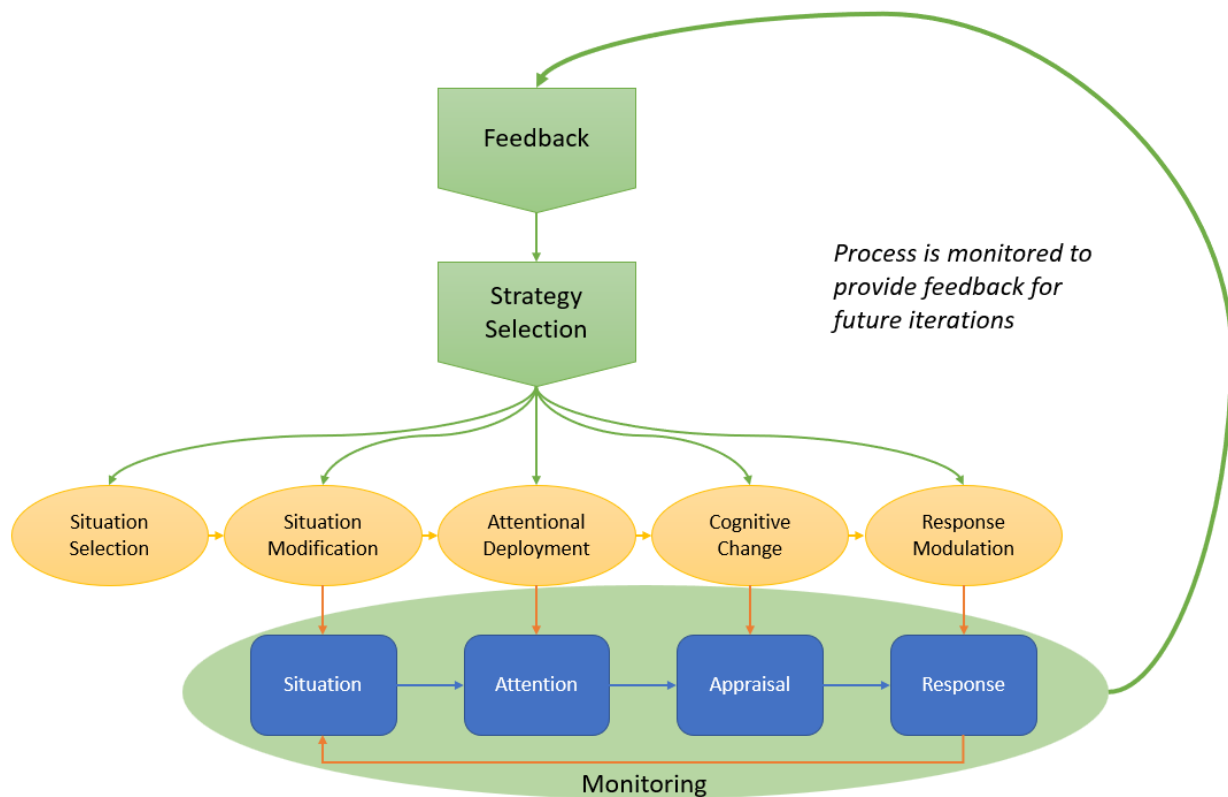 Feedback
Strategy
Selection
Process is monitored to
provide feedback for
future iterations
Situation
Selection
Situation
Modification
Attentional
Deployment
Cognitive
Change
Response
Modulation
Situation
Attention
Appraisal
Response
Monitoring